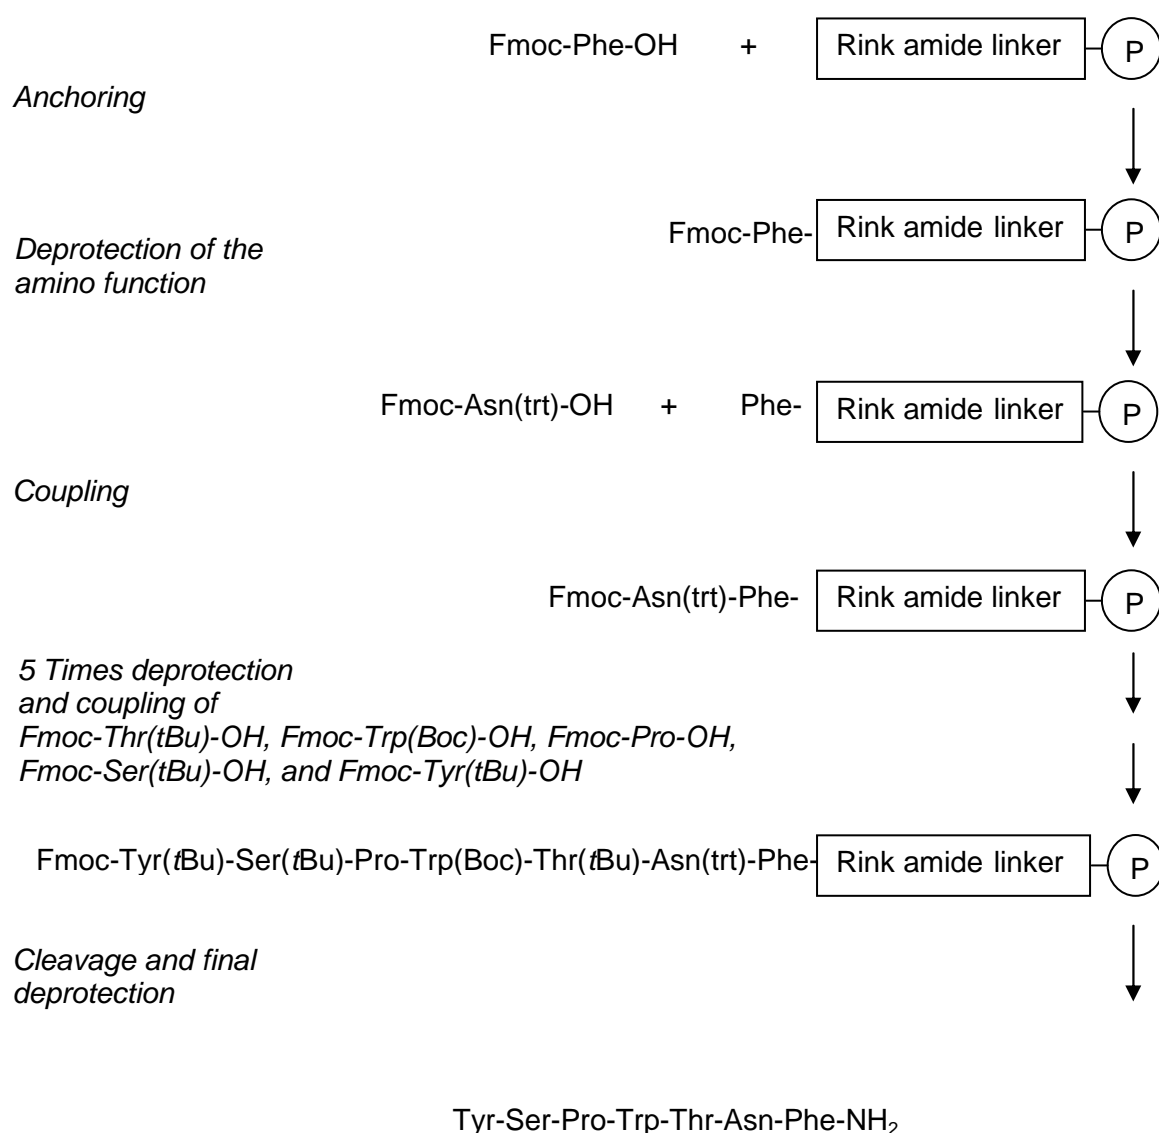 Fmoc-Phe-OH + Rink amide linker P
Anchoring
Fmoc-Phe- Rink amide linker P
Deprotection of the
amino function
Fmoc-Asn(trt)-OH + Phe- Rink amide linker P
Coupling
Fmoc-Asn(trt)-Phe- Rink amide linker P
5 Times deprotection
and coupling of
Fmoc-Thr(tBu)-OH, Fmoc-Trp(Boc)-OH, Fmoc-Pro-OH,
Fmoc-Ser(tBu)-OH, and Fmoc-Tyr(tBu)-OH
Fmoc-Tyr(tBu)-Ser(tBu)-Pro-Trp(Boc)-Thr(tBu)-Asn(trt)-Phe- Rink amide linker P
Cleavage and final
deprotection
Tyr-Ser-Pro-Trp-Thr-Asn-Phe-NH₂